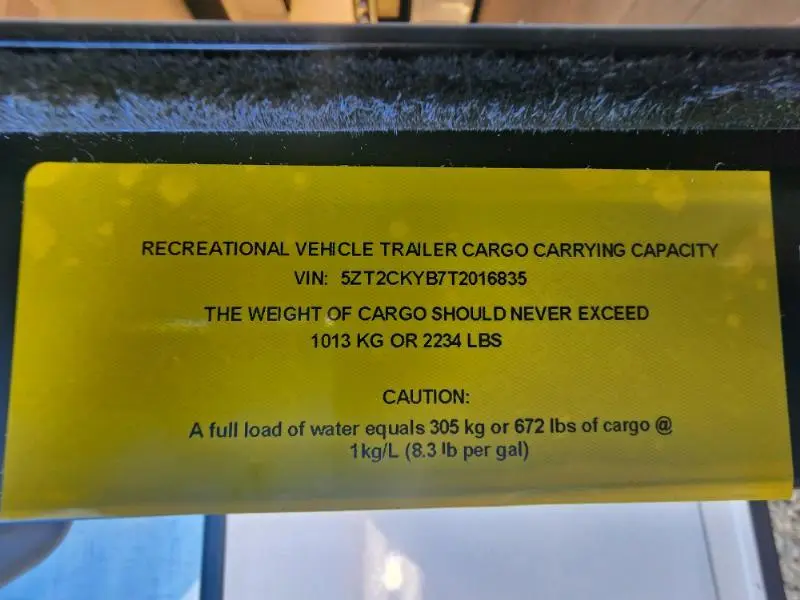 RECREATIONAL VEHICLE TRAILER CARGO CARRYING CAPACITY
VIN: 5ZT2CKYB7T2016835
THE WEIGHT OF CARGO SHOULD NEVER EXCEED
1013 KG OR 2234 LBS
CAUTION:
A full load of water equals 305 kg or 672 lbs of cargo @
1kg/L (8.3 lb per gal)